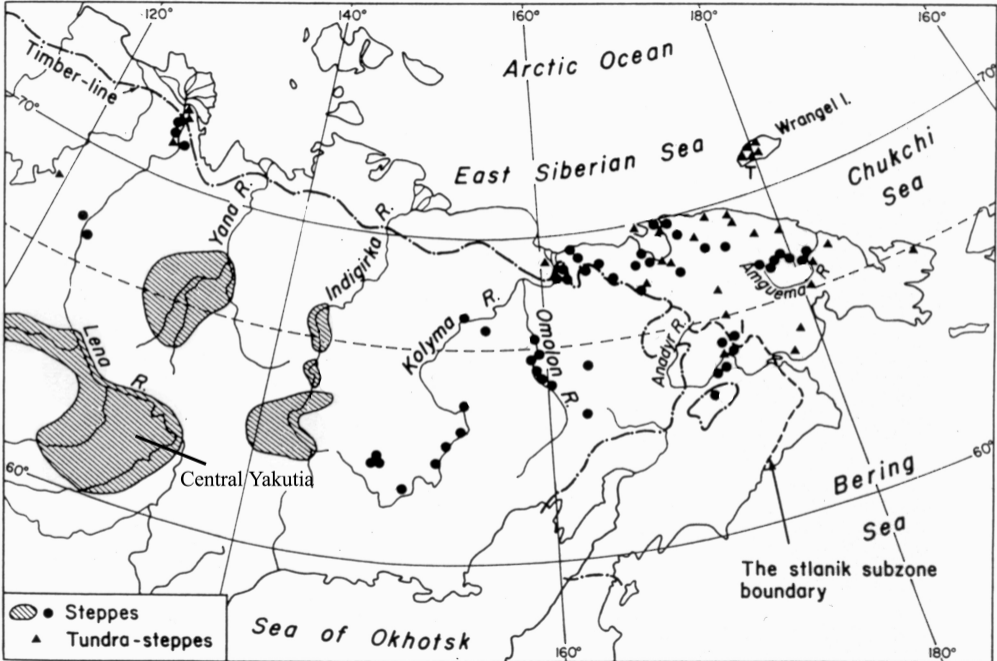 120°
140°
160°
180°
160°
Timber-line
Arctic Ocean
70°
70°
Wrangel I.
T
East Siberian Sea
Chukchi
Sea
Yana R.
Indigirka R.
Kolyma R.
Omolon R.
Anadyr R.
Amguema R.
Lena R.
Central Yakutia
60°
60°
Bering
Sea
The stlanik subzone
boundary
Steppes
Tundra-steppes
Sea of Okhotsk
160°
180°